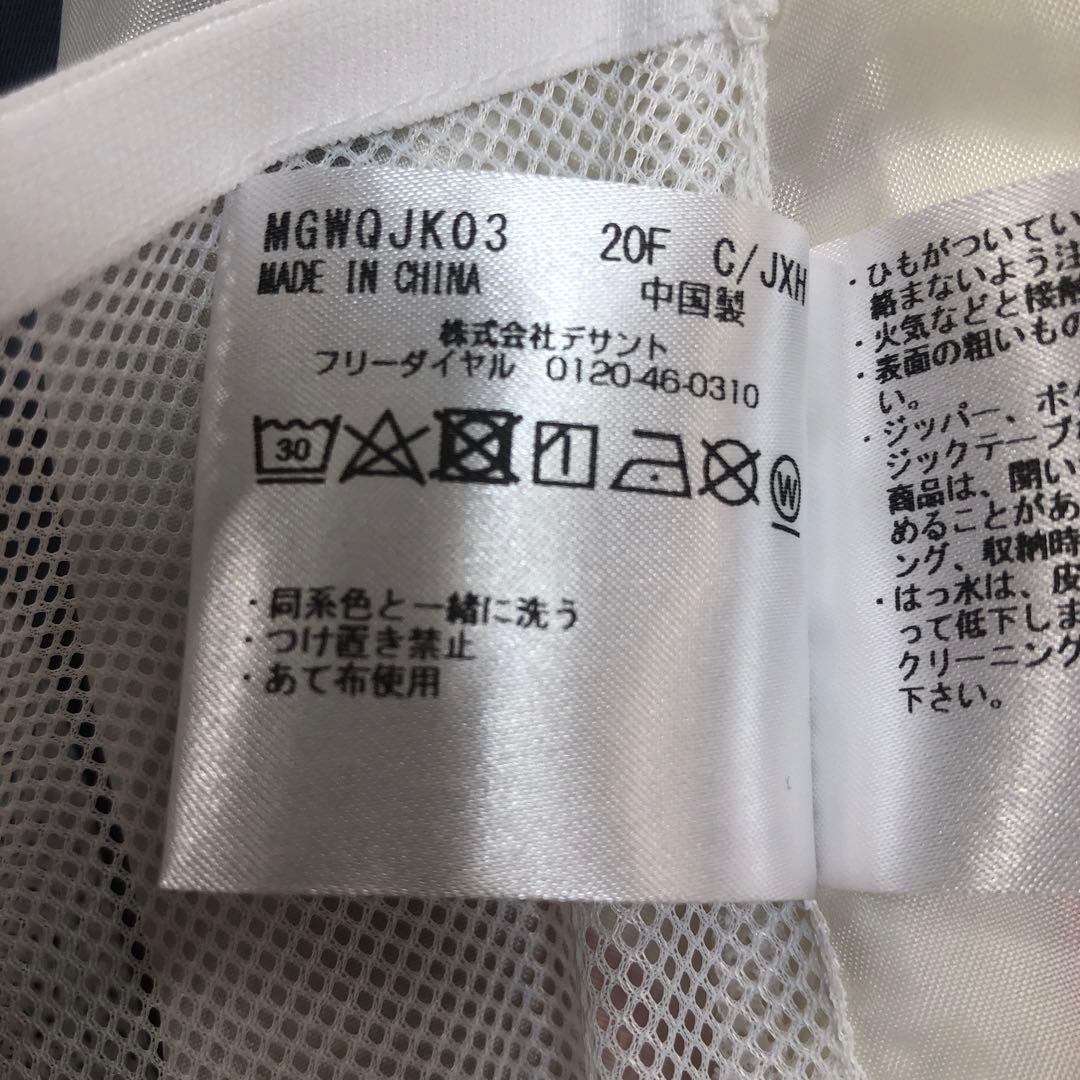 MGWQJK03 20F C/JXH
MADE IN CHINA 中国製
株式会社デサント
フリーダイヤル 0120-46-0310
30 1 W
・同系色と一緒に洗う
・つけ置き禁止
・あて布使用
・ひもがついてい
絡まないよう注
・火気などと接触
・表面の粗いもの
い。
・ジッパー、ポケ
ジックテープ
商品は、開い
めることがあ
ング、収納時
・はっ水は、皮
って低下しま
クリーニング
下さい。